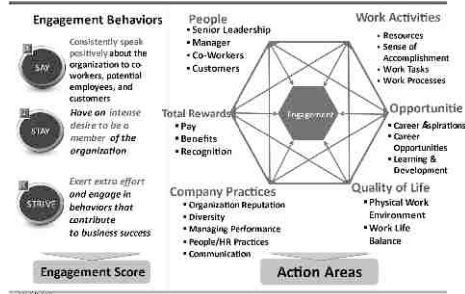 Engagement Behaviors
SAY
Consistently speak
positively about the
organization to co-
workers, potential
employees, and
customers
STAY
Have an intense
desire to be a
member of the
organization
STRIVE
Exert extra effort
and engage in
behaviors that
contribute
to business success
Engagement Score
People
▪ Senior Leadership
▪ Manager
▪ Co-Workers
▪ Customers
Work Activities
▪ Resources
▪ Sense of
Accomplishment
▪ Work Tasks
▪ Work Processes
Engagement
Total Rewards
▪ Pay
▪ Benefits
▪ Recognition
Opportunitie
▪ Career Aspirations
▪ Career
Opportunities
▪ Learning &
Development
Company Practices
▪ Organization Reputation
▪ Diversity
▪ Managing Performance
▪ People/HR Practices
▪ Communication
Quality of Life
▪ Physical Work
Environment
▪ Work Life
Balance
Action Areas